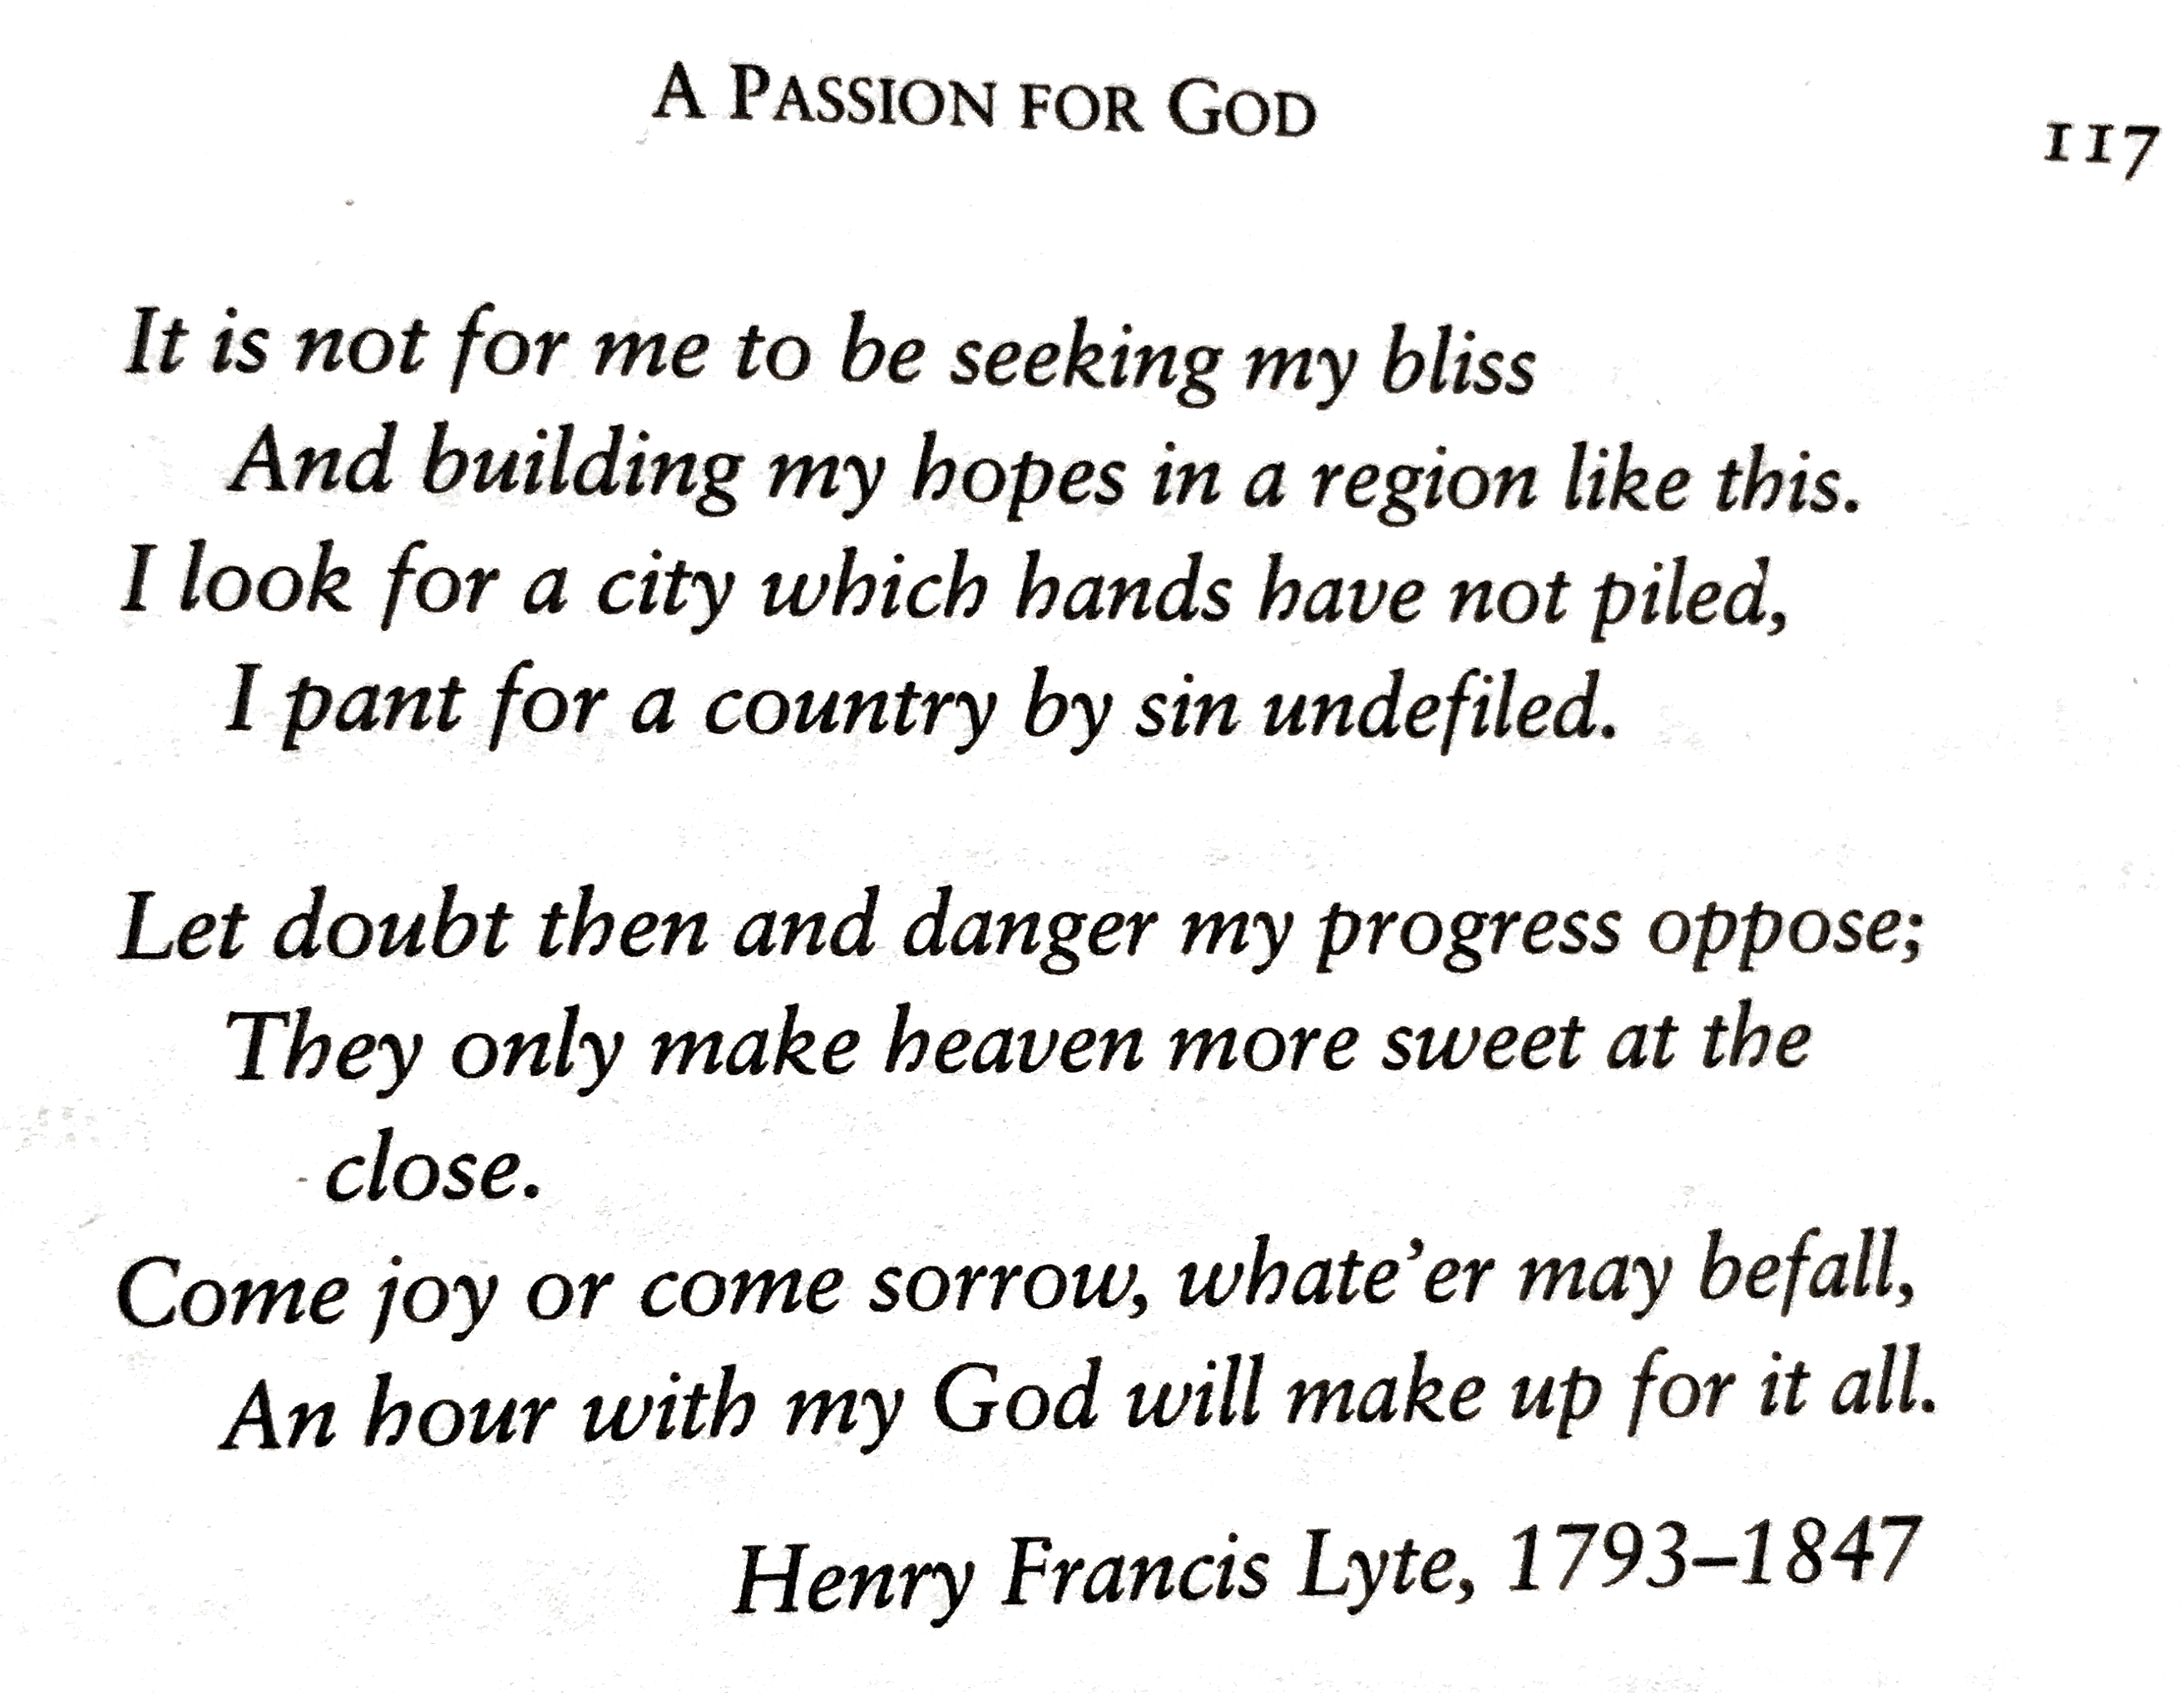 A PASSION FOR GOD
117
It is not for me to be seeking my bliss
And building my hopes in a region like this.
I look for a city which hands have not piled,
I pant for a country by sin undefiled.
Let doubt then and danger my progress oppose;
They only make heaven more sweet at the
close.
Come joy or come sorrow, whate’er may befall,
An hour with my God will make up for it all.
Henry Francis Lyte, 1793–1847